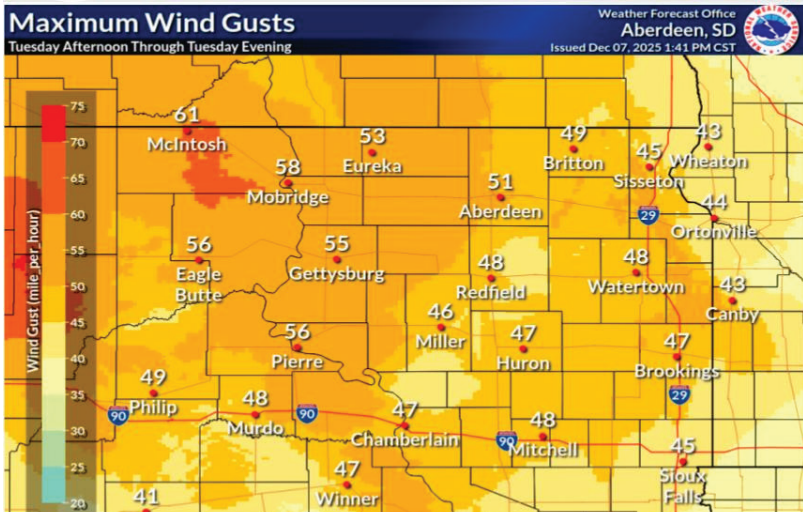 Maximum Wind Gusts
Tuesday Afternoon Through Tuesday Evening
Weather Forecast Office
Aberdeen, SD
Issued Dec 07, 2025 1:41 PM CST
NATIONAL WEATHER SERVICE
Wind Gust (mile_per_hour)
75
70
65
60
55
50
45
40
35
30
25
20
61
McIntosh
58
Mobridge
53
Eureka
51
Aberdeen
49
Britton
45
Sisseton
43
Wheaton
29
44
Ortonville
56
Eagle
Butte
55
Gettysburg
48
Redfield
48
Watertown
43
Canby
46
Miller
47
Huron
47
Brookings
29
56
Pierre
49
Philip
90
48
Murdo
90
47
Chamberlain
90
48
Mitchell
45
Sioux
Falls
47
Winner
41